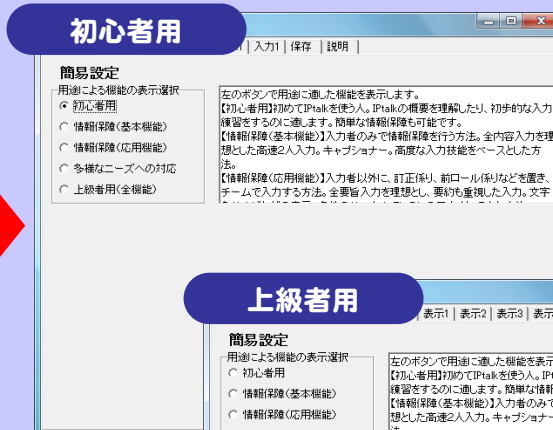 初心者用
入力1 | 保存 | 説明 |
簡易設定
用途による機能の表示選択
初心者用
情報保障(基本機能)
情報保障(応用機能)
多様なニーズへの対応
上級者用(全機能)
左のボタンで用途に適した機能を表示します。
【初心者用】初めてIPtalkを使う人。IPtalkの概要を理解したり、初歩的な入力
練習をするのに適します。簡単な情報保障も可能です。
【情報保障(基本機能)】入力者のみで情報保障を行う方法。全内容入力を理
想とした高速2人入力。キャプショナー。高度な入力技能をベースとした方
法。
【情報保障(応用機能)】入力者以外に、訂正係り、前ロール係りなどを置き、
チームで入力する方法。全要旨入力を理想とし、要約も重視した入力。文字
上級者用
表示1 | 表示2 | 表示3 | 表示
簡易設定
用途による機能の表示選択
初心者用
情報保障(基本機能)
情報保障(応用機能)
左のボタンで用途に適した機能を表示
【初心者用】初めてIPtalkを使う人。IPt
練習をするのに適します。簡単な情報
【情報保障(基本機能)】入力者のみで
想とした高速2人入力。キャプショナー